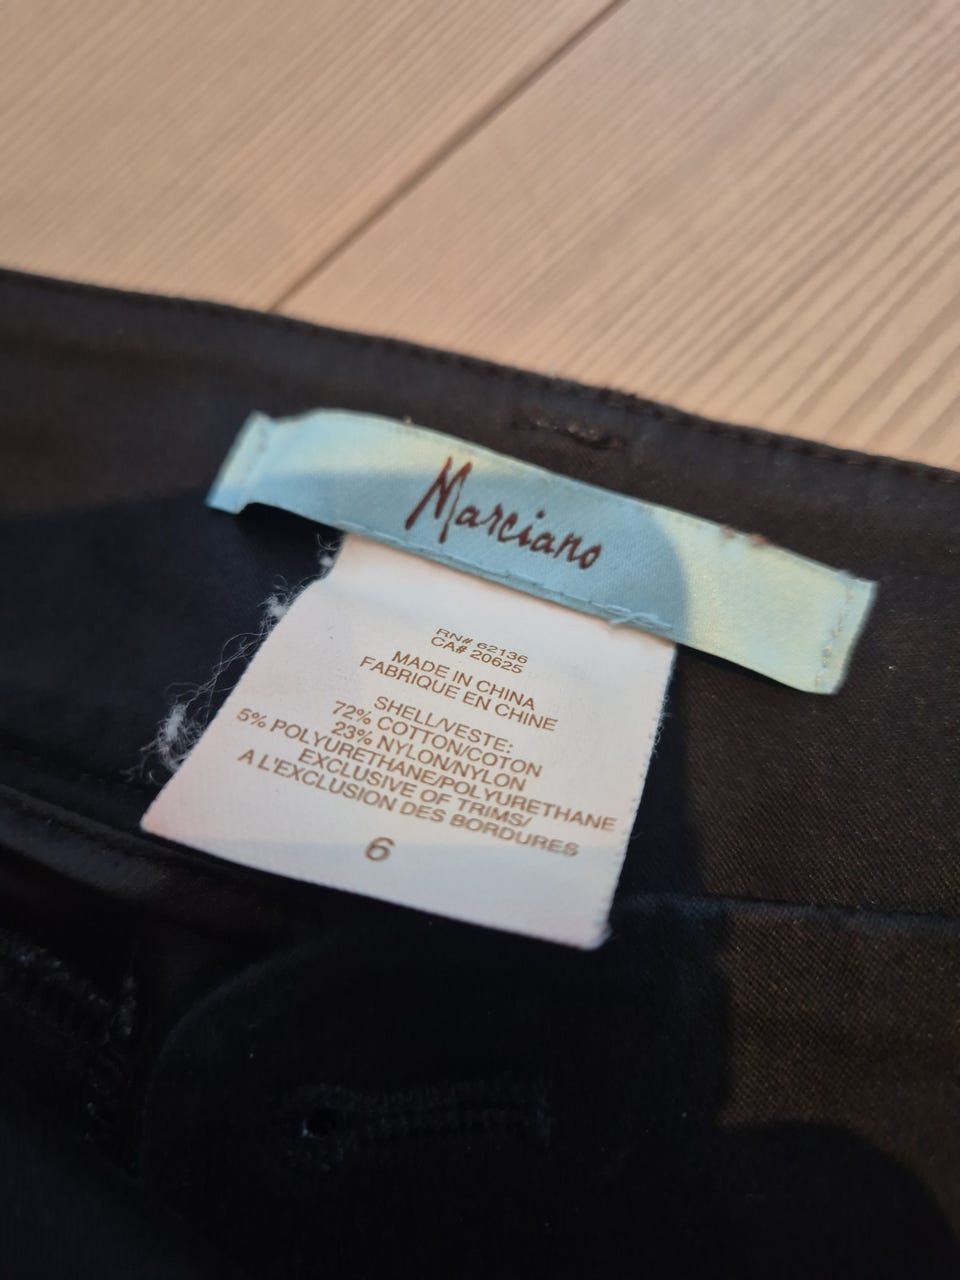 Marciano
RN# 62136
CA# 20625
MADE IN CHINA
FABRIQUE EN CHINE
SHELL/VESTE:
72% COTTON/COTON
23% NYLON/NYLON
5% POLYURETHANE/POLYURETHANE
EXCLUSIVE OF TRIMS/
A L'EXCLUSION DES BORDURES
6